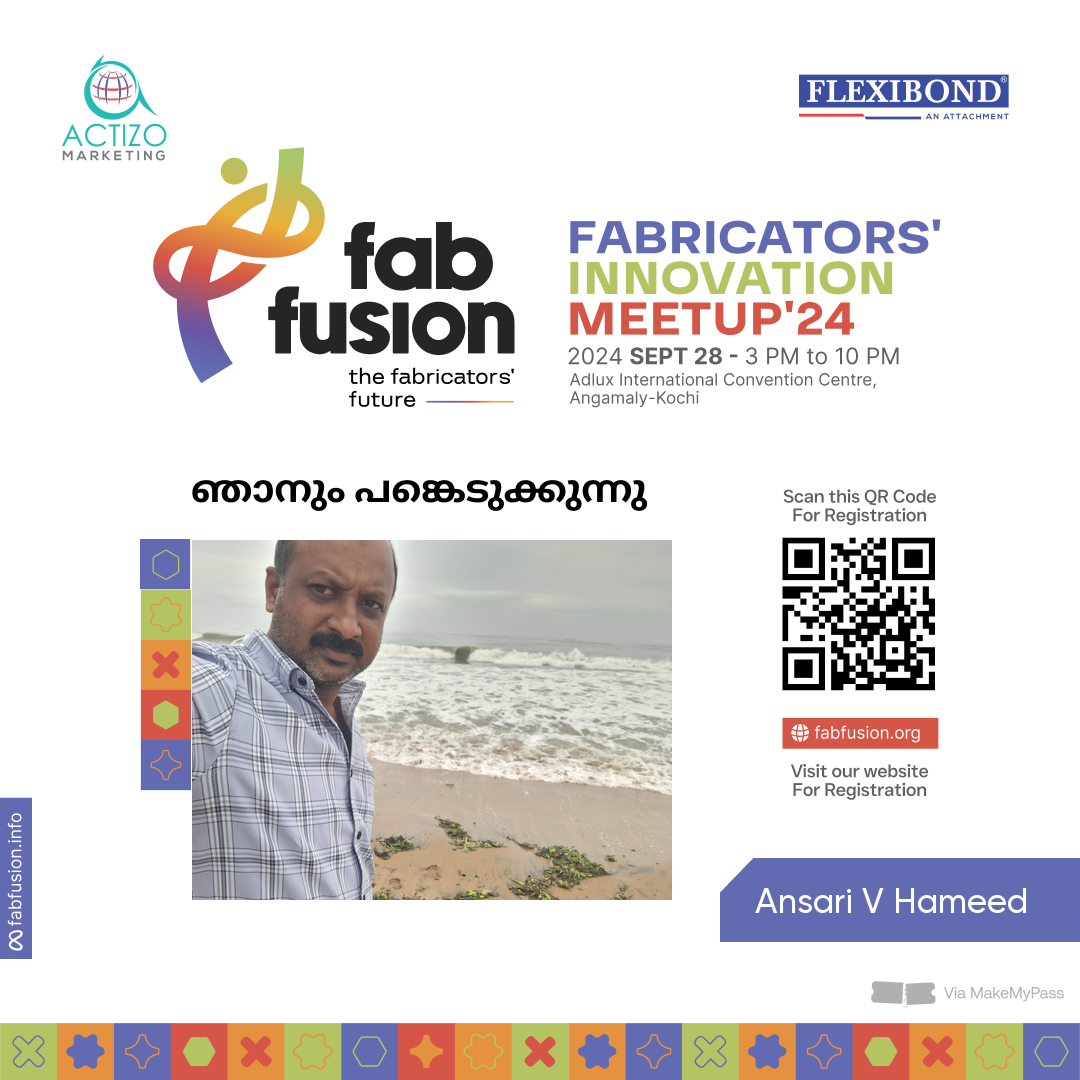 ACTIZO
MARKETING
FLEXIBOND®
AN ATTACHMENT
fab
fusion
the fabricators'
future
FABRICATORS'
INNOVATION
MEETUP'24
2024 SEPT 28 - 3 PM to 10 PM
Adlux International Convention Centre,
Angamaly-Kochi
ഞാനും പങ്കെടുക്കുന്നു
Scan this QR Code
For Registration
fabfusion.org
Visit our website
For Registration
fabfusion.info
Ansari V Hameed
Via MakeMyPass